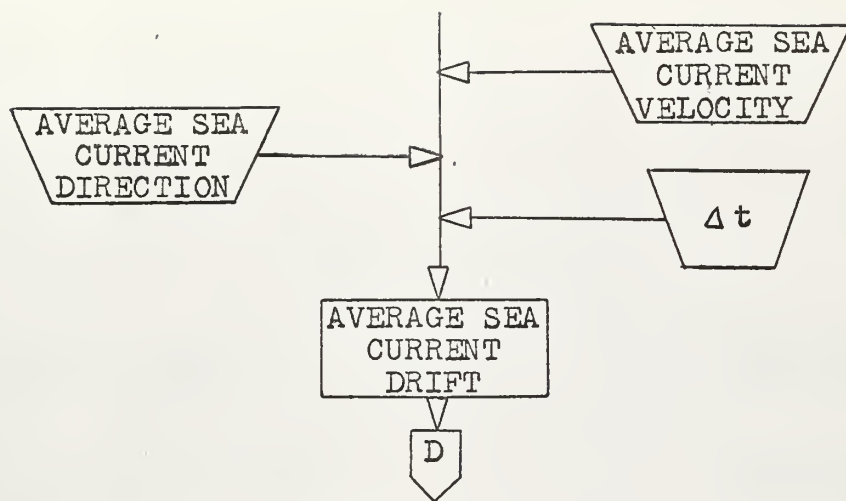 AVERAGE SEA
CURRENT
VELOCITY
AVERAGE SEA
CURRENT
DIRECTION
Δt
AVERAGE SEA
CURRENT
DRIFT
D